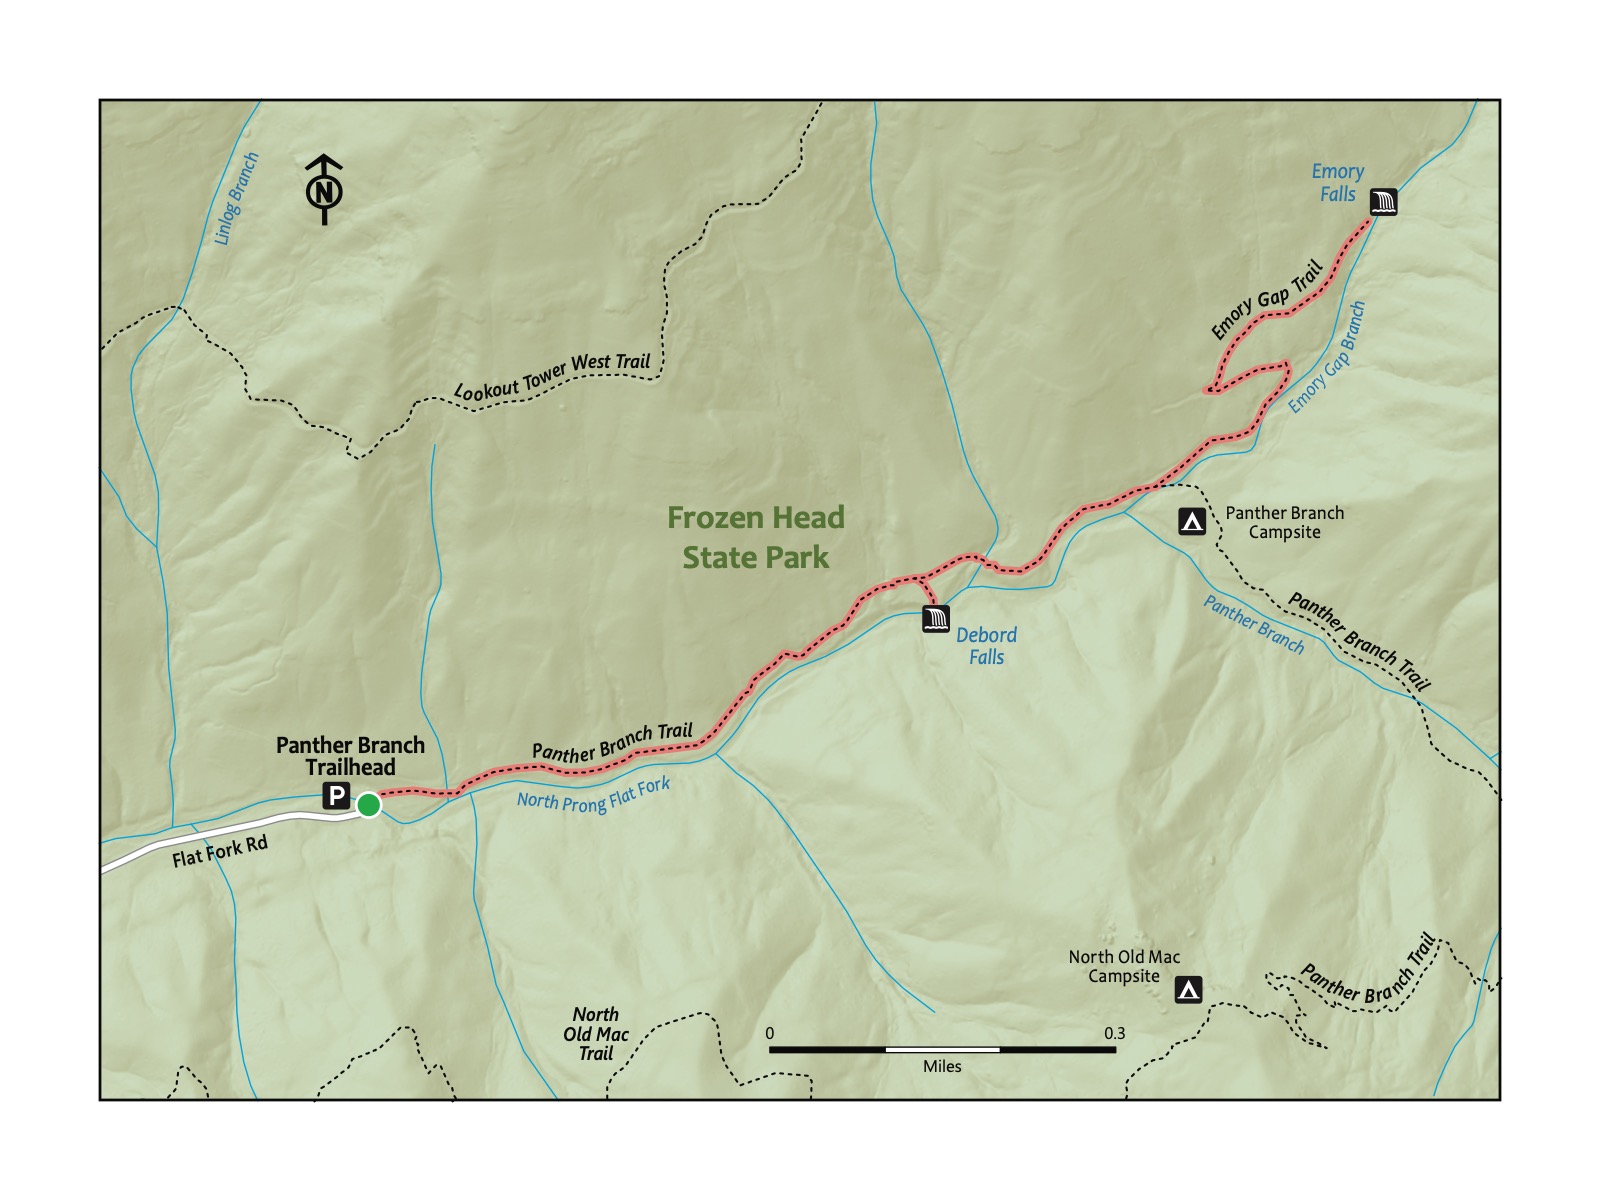 Linlog Branch
N
Emory
Falls
Emory Gap Trail
Emory Gap Branch
Lookout Tower West Trail
Frozen Head
State Park
Panther Branch
Campsite
Panther Branch Trail
Panther Branch
Debord
Falls
Panther Branch Trail
North Prong Flat Fork
Panther Branch
Trailhead
P
Flat Fork Rd
North Old Mac
Campsite
Panther Branch Trail
North
Old Mac
Trail
0 0.3
Miles